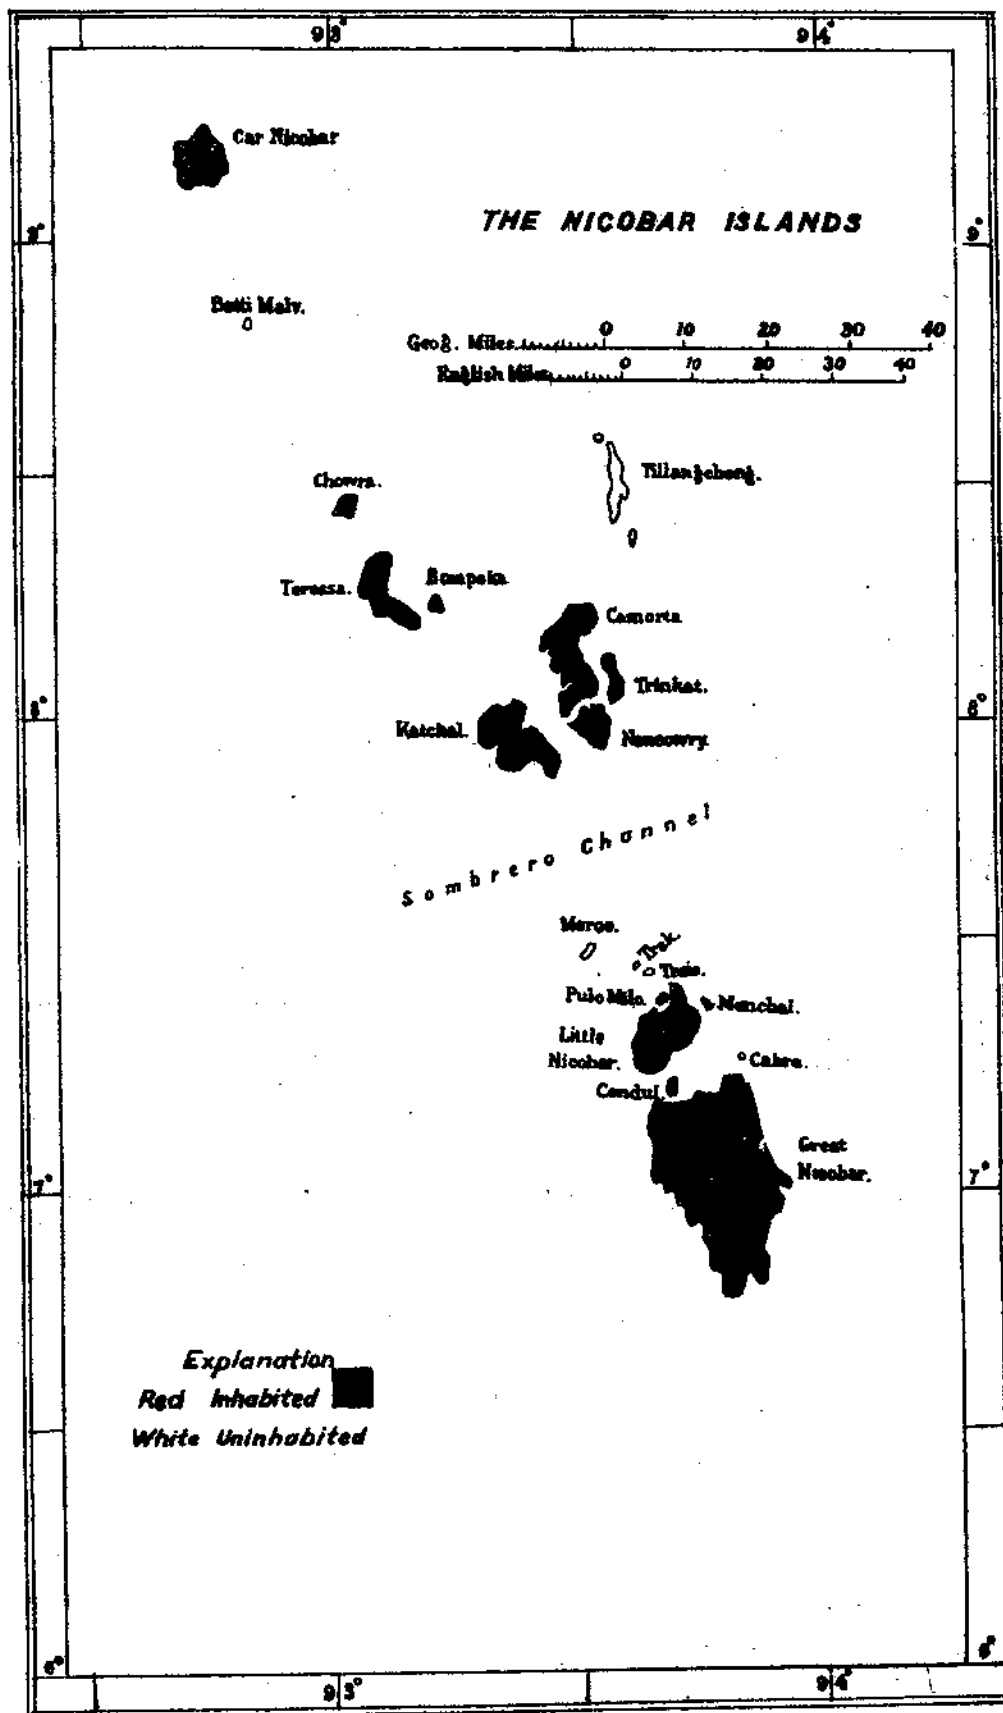 93° 94°
Car Nicobar
THE NICOBAR ISLANDS
9° 9°
Batti Malv.
Geog. Miles 0 10 20 30 40
English Miles 0 10 20 30 40
Tillangchong.
Chowra.
Teressa.
Bompoka
Camorta
Trinkat.
8° 8°
Katchal.
Nancowry.
Sombrero Channel
Meroe.
Trak.
Treis.
Pulo Milo.
Menchal.
Little
Nicobar.
Cabra.
Condul.
Great
Nicobar.
7° 7°
Explanation
Red Inhabited
White Uninhabited
6° 6°
93° 94°